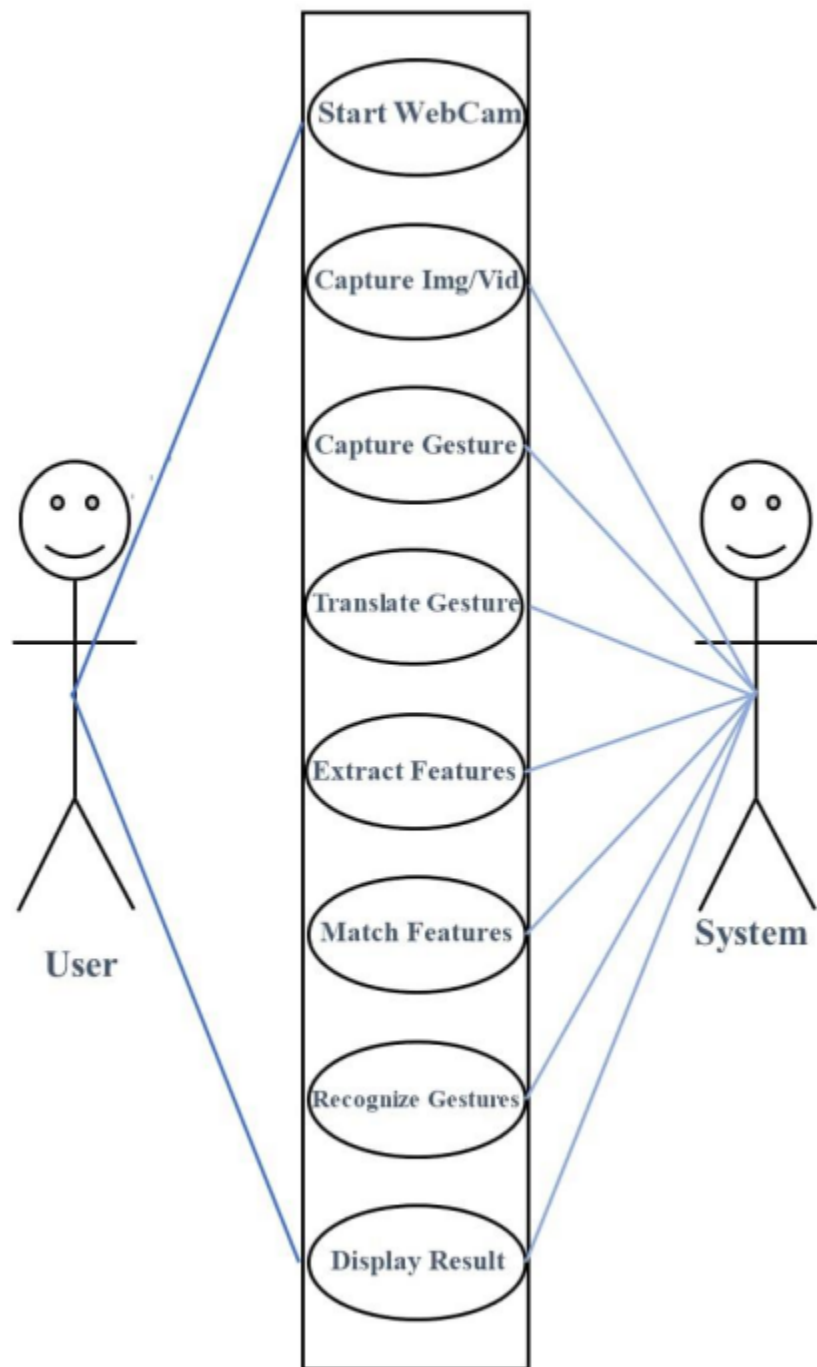 Start WebCam
Capture Img/Vid
Capture Gesture
Translate Gesture
Extract Features
Match Features
System
User
Recognize Gestures
Display Result